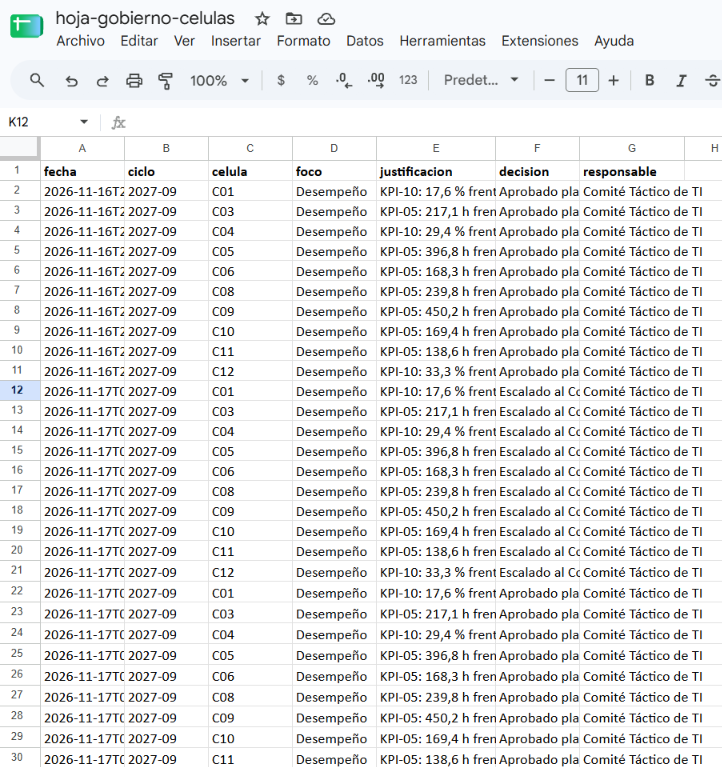 hoja-gobierno-celulas
Archivo Editar Ver Insertar Formato Datos Herramientas Extensiones Ayuda
100% $ % .0 .00 123 Predet... − 11 + B I S
K12 fx
A B C D E F G H
1 fecha ciclo celula foco justificacion decision responsable
2 2026-11-16T2 2027-09 C01 Desempeño KPI-10: 17,6 % frent Aprobado pla Comité Táctico de TI
3 2026-11-16T2 2027-09 C03 Desempeño KPI-05: 217,1 h fren Aprobado pla Comité Táctico de TI
4 2026-11-16T2 2027-09 C04 Desempeño KPI-10: 29,4 % frent Aprobado pla Comité Táctico de TI
5 2026-11-16T2 2027-09 C05 Desempeño KPI-05: 396,8 h fren Aprobado pla Comité Táctico de TI
6 2026-11-16T2 2027-09 C06 Desempeño KPI-05: 168,3 h fren Aprobado pla Comité Táctico de TI
7 2026-11-16T2 2027-09 C08 Desempeño KPI-05: 239,8 h fren Aprobado pla Comité Táctico de TI
8 2026-11-16T2 2027-09 C09 Desempeño KPI-05: 450,2 h fren Aprobado pla Comité Táctico de TI
9 2026-11-16T2 2027-09 C10 Desempeño KPI-05: 169,4 h fren Aprobado pla Comité Táctico de TI
10 2026-11-16T2 2027-09 C11 Desempeño KPI-05: 138,6 h fren Aprobado pla Comité Táctico de TI
11 2026-11-16T2 2027-09 C12 Desempeño KPI-10: 33,3 % frent Aprobado pla Comité Táctico de TI
12 2026-11-17T0 2027-09 C01 Desempeño KPI-10: 17,6 % frent Escalado al Co Comité Táctico de TI
13 2026-11-17T0 2027-09 C03 Desempeño KPI-05: 217,1 h fren Escalado al Co Comité Táctico de TI
14 2026-11-17T0 2027-09 C04 Desempeño KPI-10: 29,4 % frent Escalado al Co Comité Táctico de TI
15 2026-11-17T0 2027-09 C05 Desempeño KPI-05: 396,8 h fren Escalado al Co Comité Táctico de TI
16 2026-11-17T0 2027-09 C06 Desempeño KPI-05: 168,3 h fren Escalado al Co Comité Táctico de TI
17 2026-11-17T0 2027-09 C08 Desempeño KPI-05: 239,8 h fren Escalado al Co Comité Táctico de TI
18 2026-11-17T0 2027-09 C09 Desempeño KPI-05: 450,2 h fren Escalado al Co Comité Táctico de TI
19 2026-11-17T0 2027-09 C10 Desempeño KPI-05: 169,4 h fren Escalado al Co Comité Táctico de TI
20 2026-11-17T0 2027-09 C11 Desempeño KPI-05: 138,6 h fren Escalado al Co Comité Táctico de TI
21 2026-11-17T0 2027-09 C12 Desempeño KPI-10: 33,3 % frent Escalado al Co Comité Táctico de TI
22 2026-11-17T0 2027-09 C01 Desempeño KPI-10: 17,6 % frent Aprobado pla Comité Táctico de TI
23 2026-11-17T0 2027-09 C03 Desempeño KPI-05: 217,1 h fren Aprobado pla Comité Táctico de TI
24 2026-11-17T0 2027-09 C04 Desempeño KPI-10: 29,4 % frent Aprobado pla Comité Táctico de TI
25 2026-11-17T0 2027-09 C05 Desempeño KPI-05: 396,8 h fren Aprobado pla Comité Táctico de TI
26 2026-11-17T0 2027-09 C06 Desempeño KPI-05: 168,3 h fren Aprobado pla Comité Táctico de TI
27 2026-11-17T0 2027-09 C08 Desempeño KPI-05: 239,8 h fren Aprobado pla Comité Táctico de TI
28 2026-11-17T0 2027-09 C09 Desempeño KPI-05: 450,2 h fren Aprobado pla Comité Táctico de TI
29 2026-11-17T0 2027-09 C10 Desempeño KPI-05: 169,4 h fren Aprobado pla Comité Táctico de TI
30 2026-11-17T0 2027-09 C11 Desempeño KPI-05: 138,6 h fren Aprobado pla Comité Táctico de TI